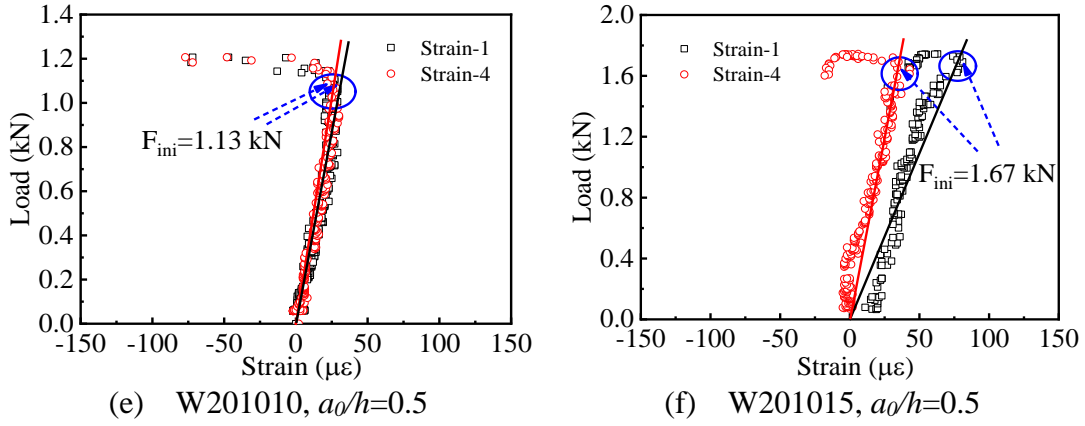 1.4
1.2
1.0
0.8
0.6
0.4
0.2
0.0
Load (kN)
Strain-1
Strain-4
F_ini=1.13 kN
-150 -100 -50 0 50 100 150
Strain (με)
(e) W201010, a_0/h=0.5
2.0
1.6
1.2
0.8
0.4
0.0
Load (kN)
Strain-1
Strain-4
F_ini=1.67 kN
-150 -100 -50 0 50 100 150
Strain (με)
(f) W201015, a_0/h=0.5